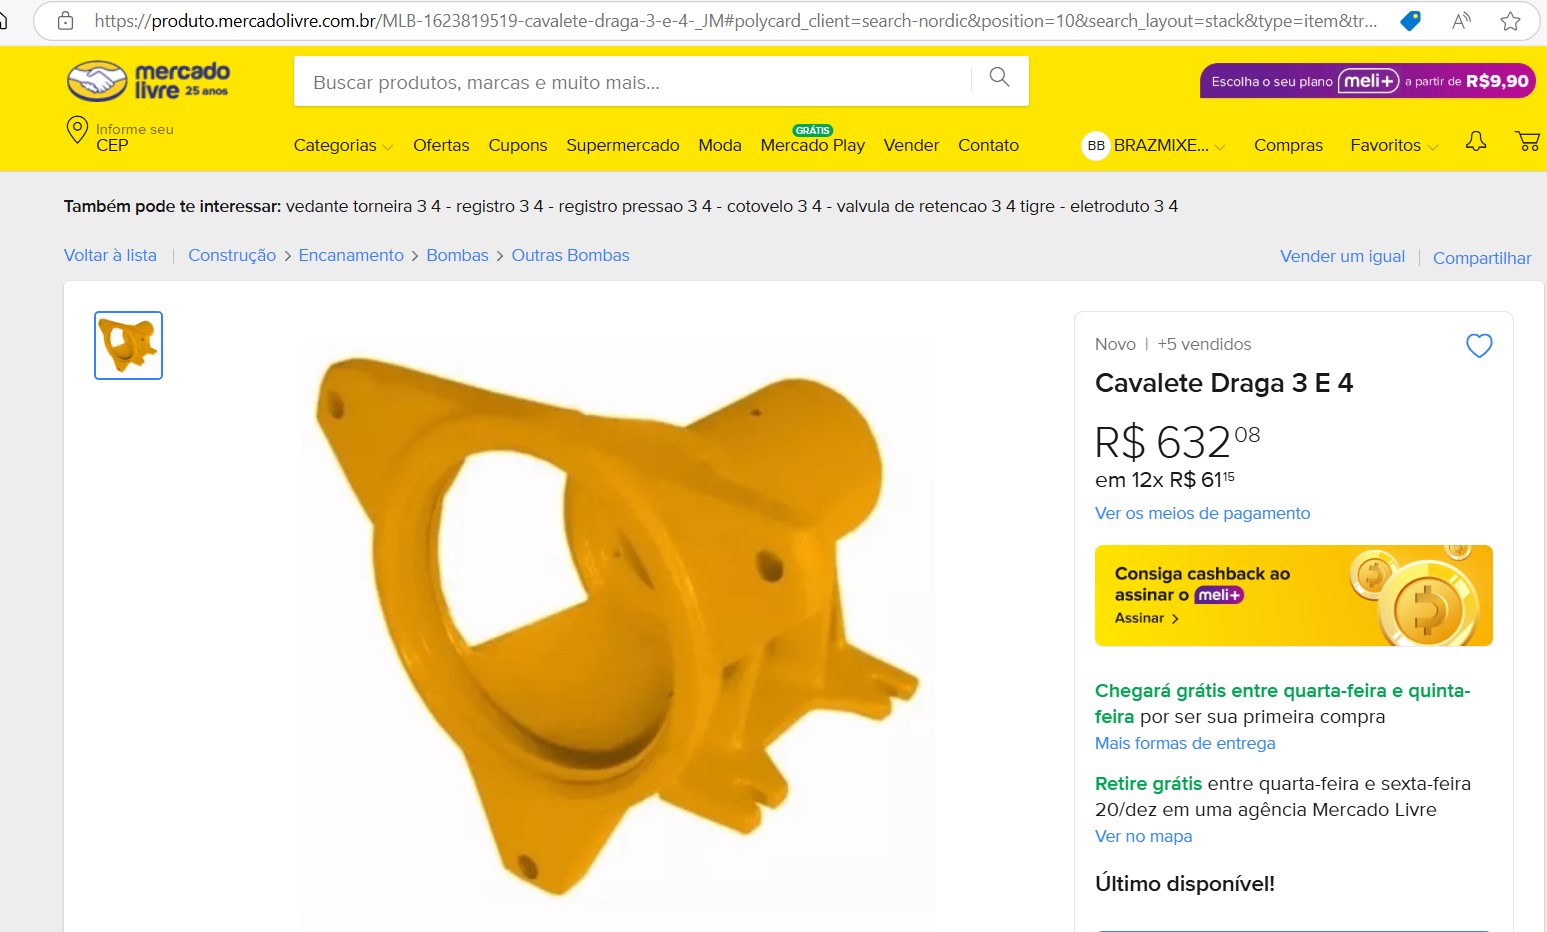 https://produto.mercadolivre.com.br/MLB-1623819519-cavalete-draga-3-e-4-_JM#polycard_client=search-nordic&position=10&search_layout=stack&type=item&tr...
mercado
livre 25 anos
Buscar produtos, marcas e muito mais...
Escolha o seu plano meli+ a partir de R$9,90
Informe seu
CEP
GRÁTIS
Categorias Ofertas Cupons Supermercado Moda Mercado Play Vender Contato BB BRAZMIXE... Compras Favoritos
Também pode te interessar: vedante torneira 3 4 - registro 3 4 - registro pressao 3 4 - cotovelo 3 4 - valvula de retencao 3 4 tigre - eletroduto 3 4
Voltar à lista | Construção > Encanamento > Bombas > Outras Bombas Vender um igual | Compartilhar
Novo | +5 vendidos
Cavalete Draga 3 E 4
R$ 632 08
em 12x R$ 61 15
Ver os meios de pagamento
Consiga cashback ao
assinar o meli+
Assinar >
Chegará grátis entre quarta-feira e quinta-
feira por ser sua primeira compra
Mais formas de entrega
Retire grátis entre quarta-feira e sexta-feira
20/dez em uma agência Mercado Livre
Ver no mapa
Último disponível!